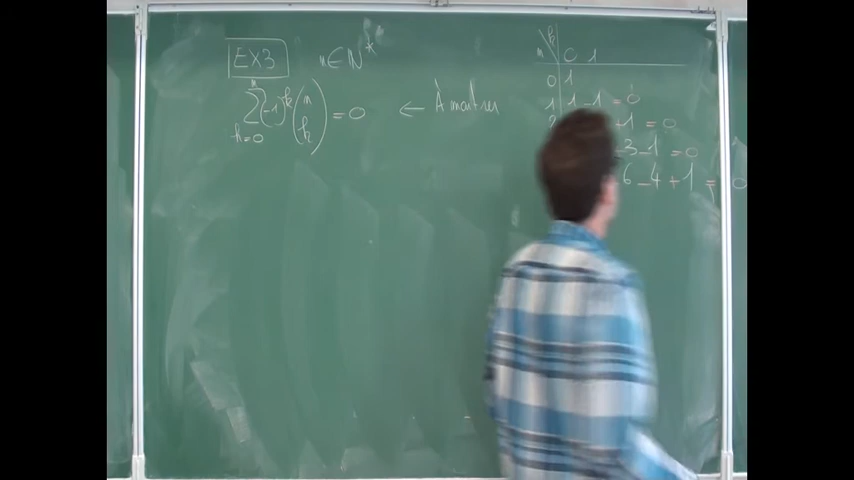 EX3 n∈ℕ*
n
∑ (-1)^k (n k) = 0 ← À montrer
k=0
n\k 0 1
0 1
1 1-1=0
2 +1=0
-3-1=0
6-4+1=0